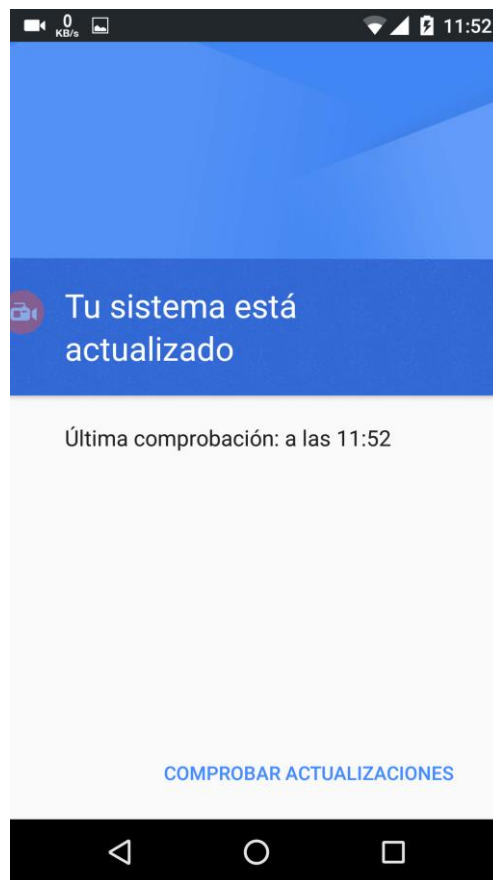 0
KB/s
11:52
Tu sistema está
actualizado
Última comprobación: a las 11:52
COMPROBAR ACTUALIZACIONES